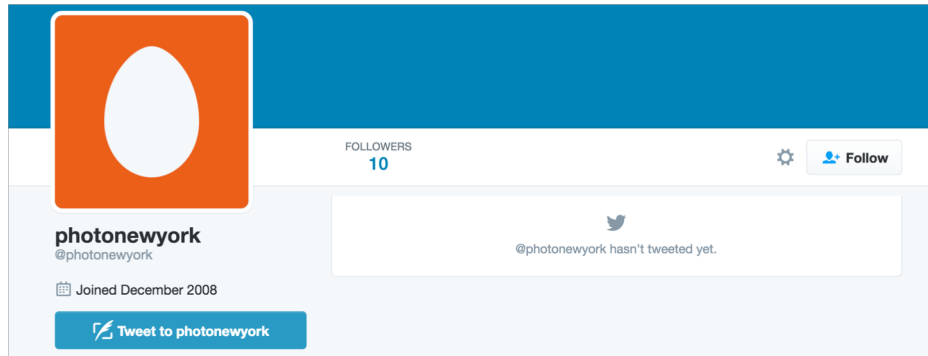 FOLLOWERS
10
Follow
photonewyork
@photonewyork
@photonewyork hasn't tweeted yet.
Joined December 2008
Tweet to photonewyork